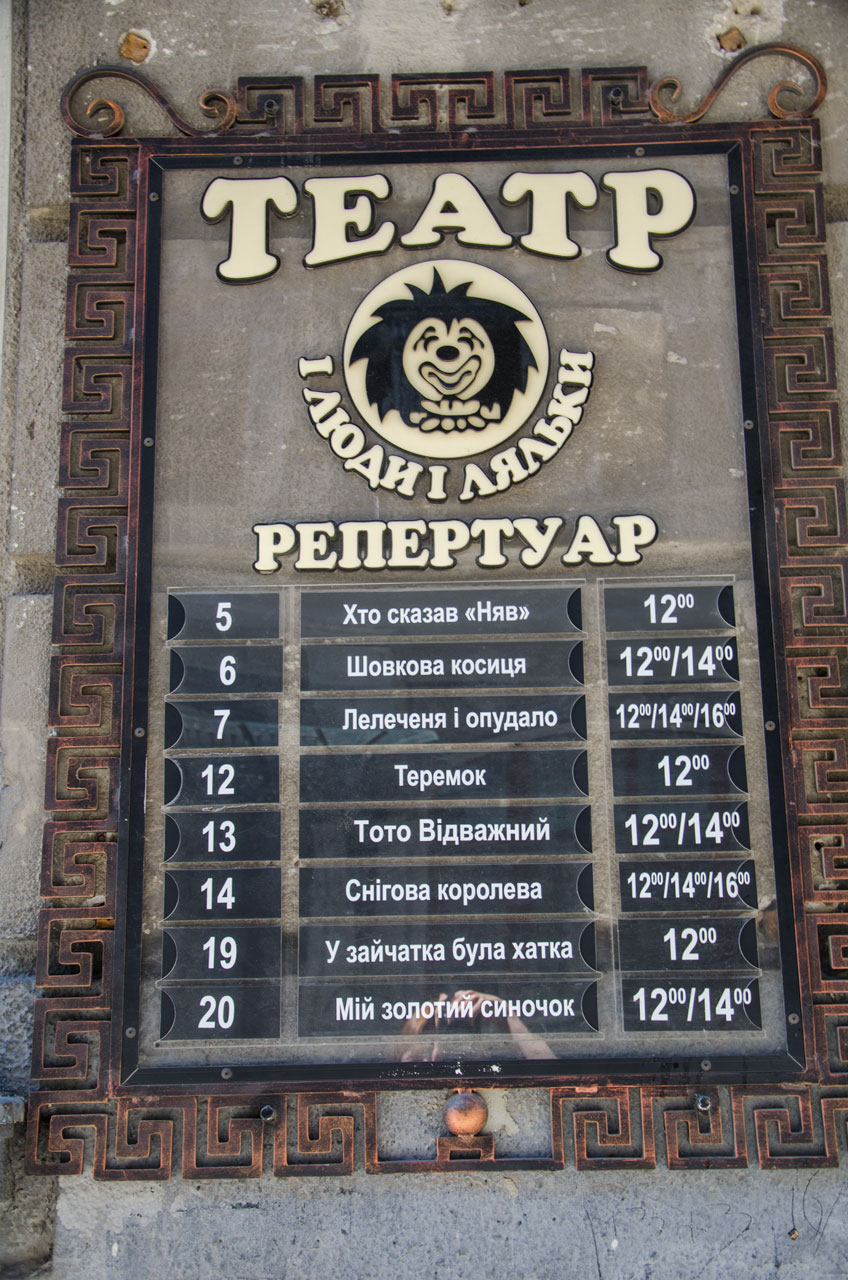 ТЕАТР
І ЛЮДИ І ЛЯЛЬКИ
РЕПЕРТУАР
5 Хто сказав «Няв» 12⁰⁰
6 Шовкова косиця 12⁰⁰/14⁰⁰
7 Лелеченя і опудало 12⁰⁰/14⁰⁰/16⁰⁰
12 Теремок 12⁰⁰
13 Тото Відважний 12⁰⁰/14⁰⁰
14 Снігова королева 12⁰⁰/14⁰⁰/16⁰⁰
19 У зайчатка була хатка 12⁰⁰
20 Мій золотий синочок 12⁰⁰/14⁰⁰